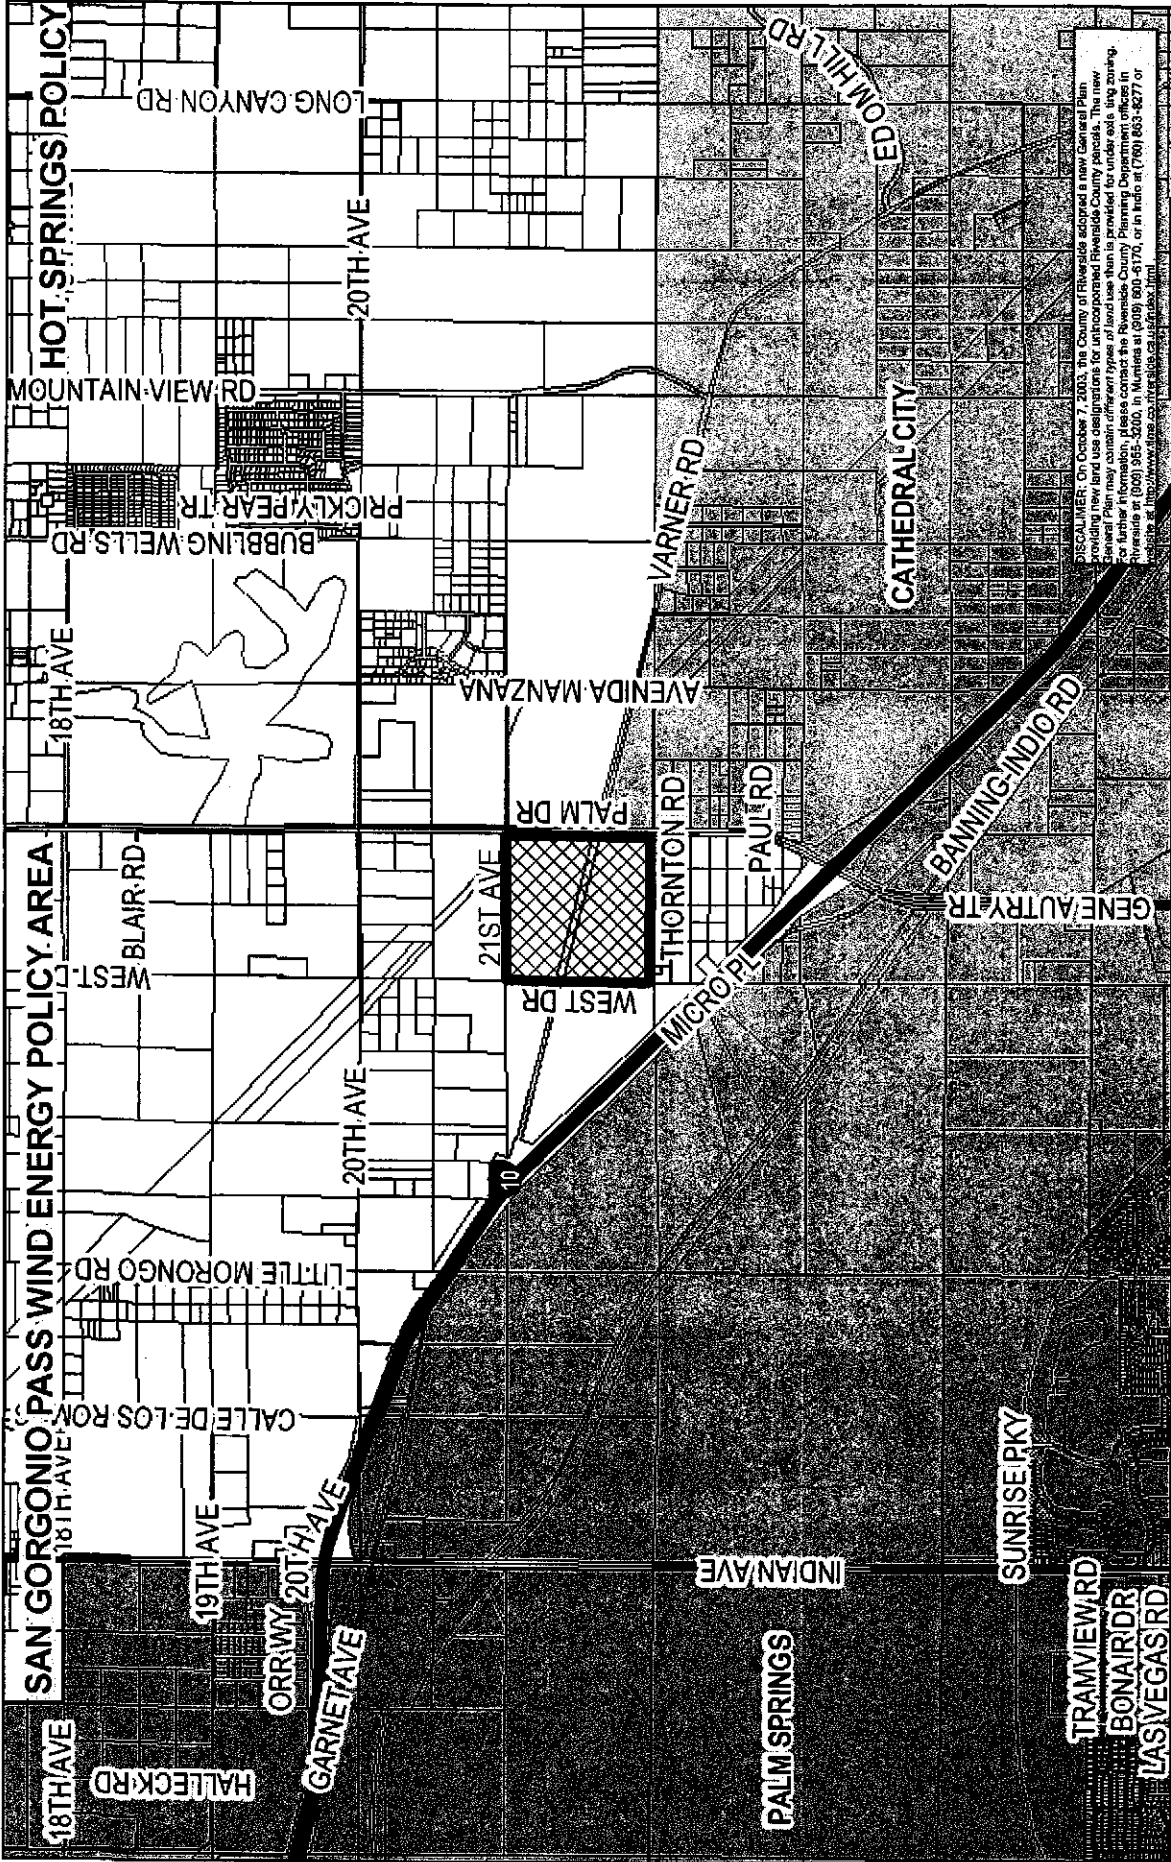 SAN GORGONIO PASS WIND ENERGY POLICY AREA
HOT SPRINGS POLICY
18TH AVE
18TH AVE
18TH AVE
HALLECK RD
19TH AVE
ORR WY
20TH AVE
GARNET AVE
CALLE DE LOS ROM
LITTLE MORONGO RD
20TH AVE
WEST D
BLAIR RD
BUBBLING WELLS RD
PRICKLY PEAR TR
MOUNTAIN VIEW RD
LONG CANYON RD
20TH AVE
10
21ST AVE
PALM DR
WEST DR
THORNTON RD
PAUL RD
MICRO PL
AVENIDA MANZANA
VARNER RD
EDOM HILL RD
CATHEDRAL CITY
BANNING-INDIO RD
GENE AUTRY TR
INDIAN AVE
PALM SPRINGS
SUNRISE PKY
TRAMVIEW RD
BONAIR DR
LAS VEGAS RD
DISCALIMER: On October 7, 2003, the County of Riverside adopted a new General Plan
providing new land use designations for unincorporated Riverside County parcels. The new
General Plan may contain different types of land use than is provided for under existing zoning.
For further information, please contact the Riverside County Planning Department offices in
Riverside at (909) 955-3200, in Murrieta at (909) 600-6170, or in Indio at (760) 863-8277 or